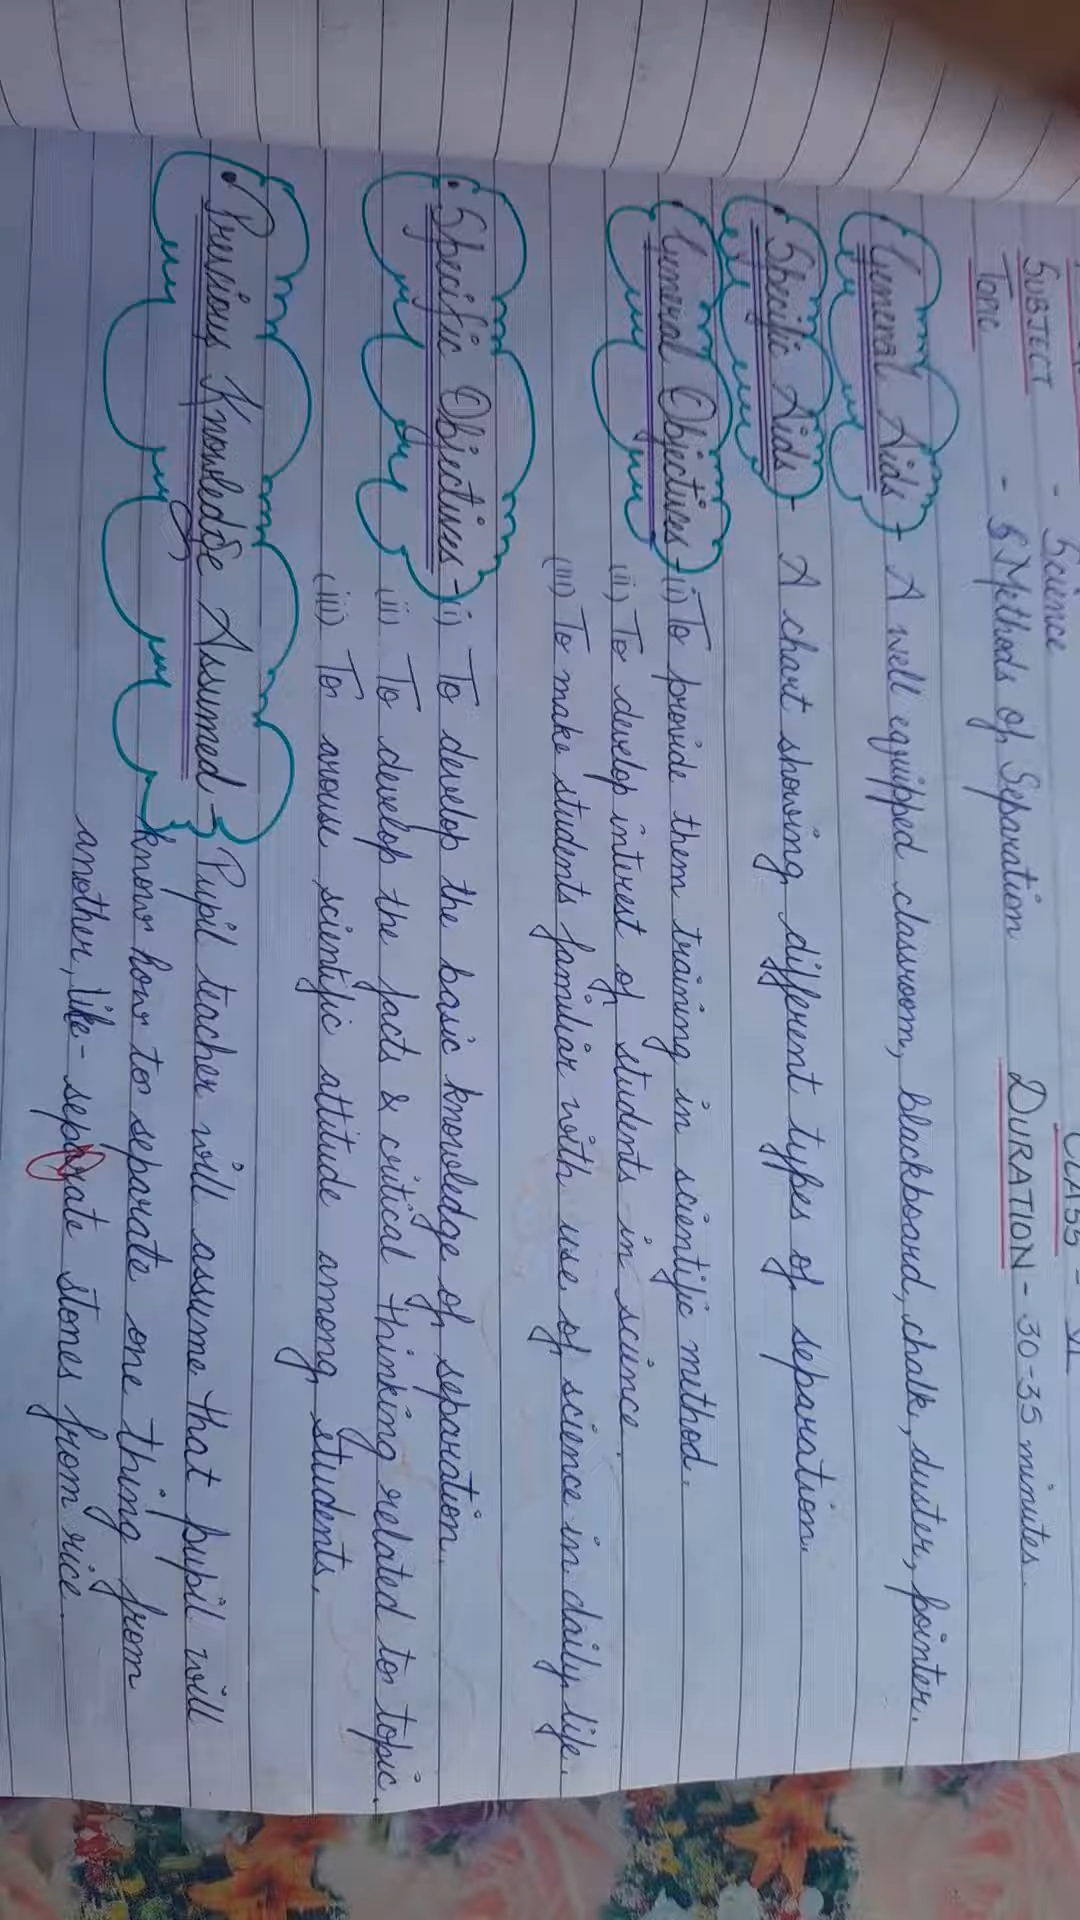 CLASS - VI
SUBJECT - Science
Topic - Methods of Separation DURATION - 30-35 minutes.
General Aids - A well equipped classroom, blackboard, chalk, duster, pointer.
Specific Aids - A chart showing different types of separation.
General Objectives - (i) To provide them training in scientific method.
(ii) To develop interest of students in science.
(iii) To make students familiar with use of science in daily life.
Specific Objectives - (i) To develop the basic knowledge of separation.
(ii) To develop the facts & critical thinking related to topic.
(iii) To arouse scientific attitude among students.
Previous Knowledge Assumed - Pupil teacher will assume that pupil will
know how to separate one thing from
another, like - separate stones from rice.